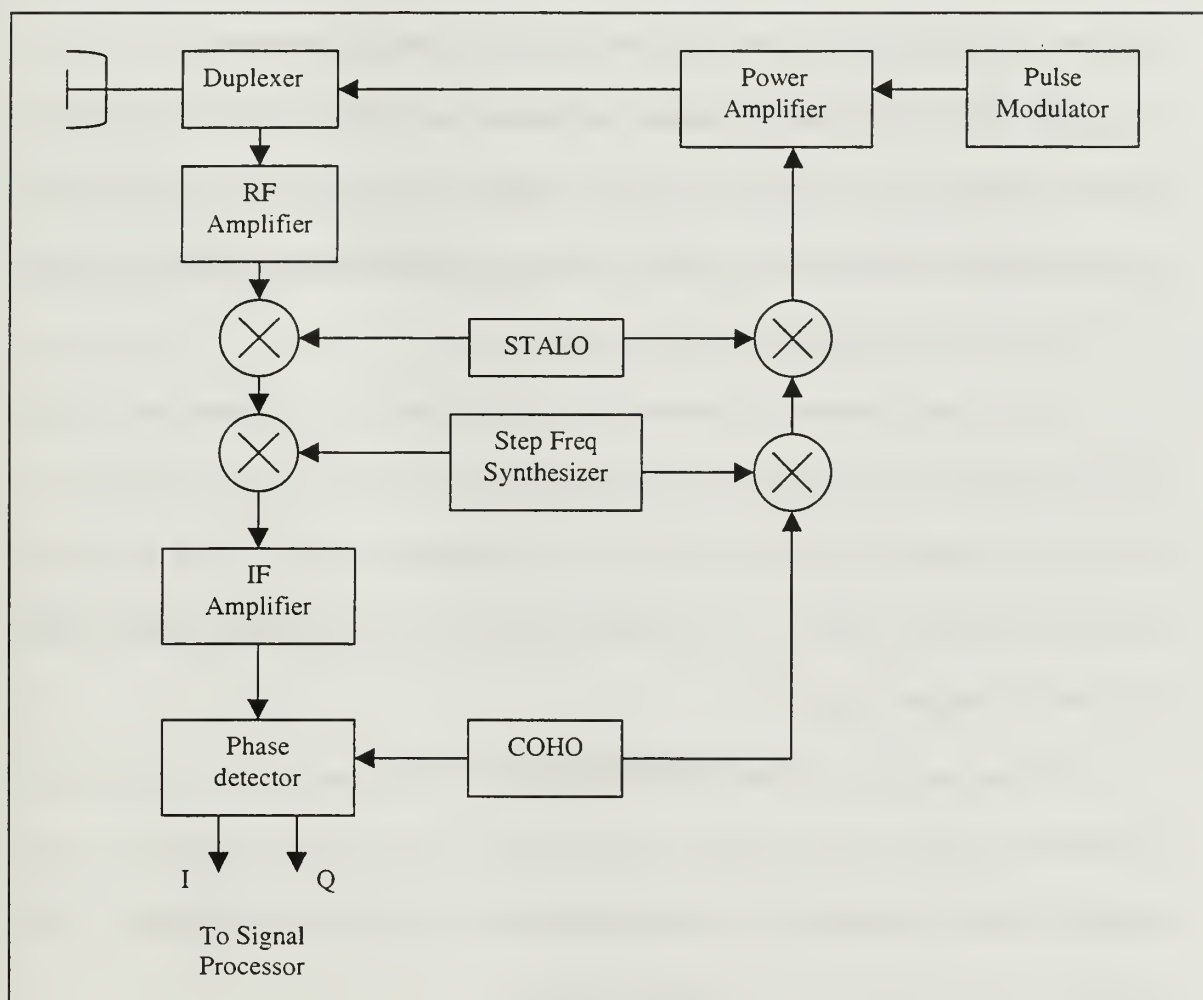 Duplexer
Power
Amplifier
Pulse
Modulator
RF
Amplifier
STALO
Step Freq
Synthesizer
IF
Amplifier
Phase
detector
COHO
I
Q
To Signal
Processor